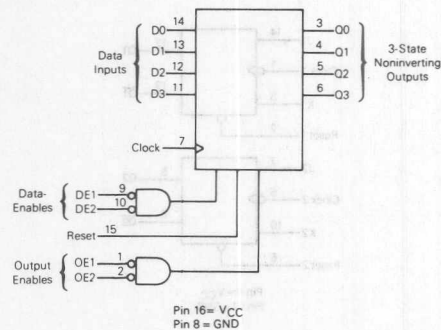 D0 14
D1 13
D2 12
D3 11
Data
Inputs
3 Q0
4 Q1
5 Q2
6 Q3
3-State
Noninverting
Outputs
Clock 7
Data-
Enables
DE1 9
DE2 10
Reset 15
Output
Enables
OE1 1
OE2 2
Pin 16 = VCC
Pin 8 = GND